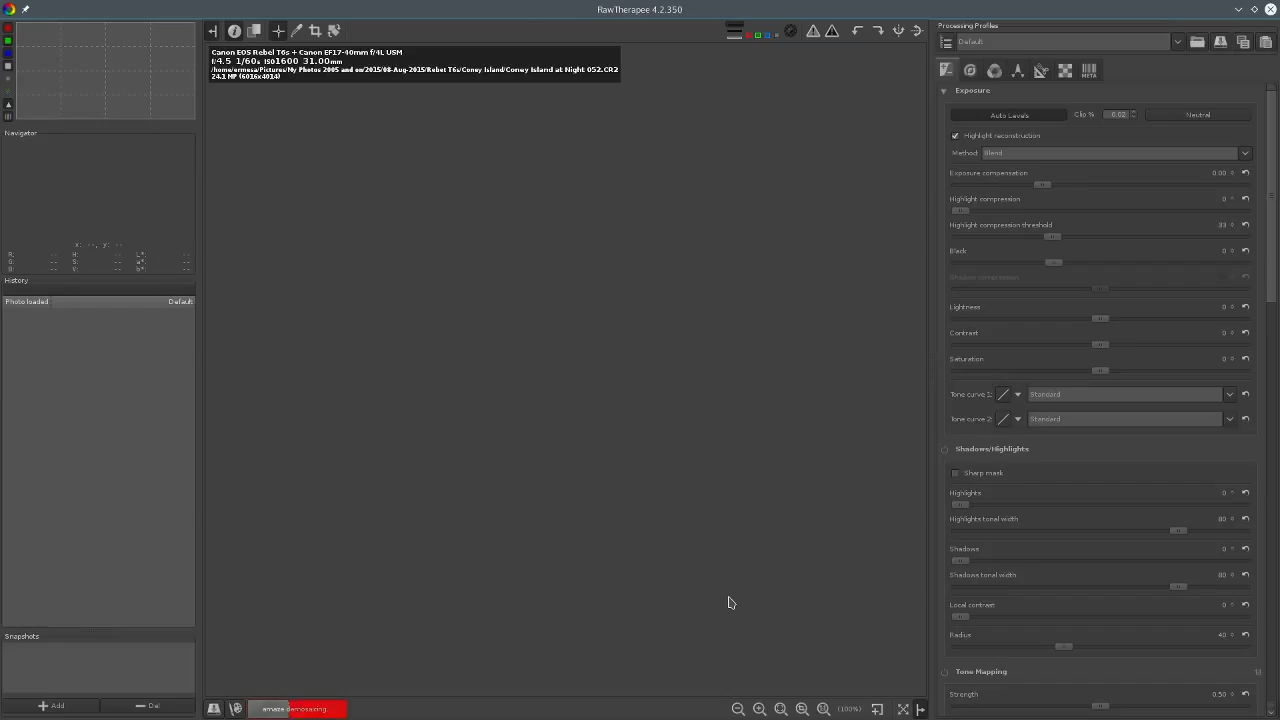 RawTherapee 4.2.350
Processing Profiles
Default
Canon EOS Rebel T6s + Canon EF17-40mm f/4L USM
f/4.5 1/60s ISO1600 31.00mm
/home/ermesa/Pictures/My Photos 2005 and on/2015/08-Aug-2015/Rebel T6s/Coney Island/Coney Island at Night 052.CR2
24.1 MP (6016x4014)
META
Exposure
Auto Levels Clip % 0.02 Neutral
Highlight reconstruction
Method: Blend
Exposure compensation 0.00
Highlight compression 0
Highlight compression threshold 33
Black 0
Shadow compression
Lightness 0
Contrast 0
Saturation 0
Tone curve 1: Standard
Tone curve 2: Standard
Shadows/Highlights
Sharp mask
Highlights 0
Highlights tonal width 80
Shadows 0
Shadows tonal width 80
Local contrast 0
Radius 40
Tone Mapping
Strength 0.50
Navigator
x: --, y: --
R: -- H: -- L*: --
G: -- S: -- a*: --
B: -- V: -- b*: --
History
Photo loaded Default
Snapshots
Add Del
amaze demosaicing
(100%)